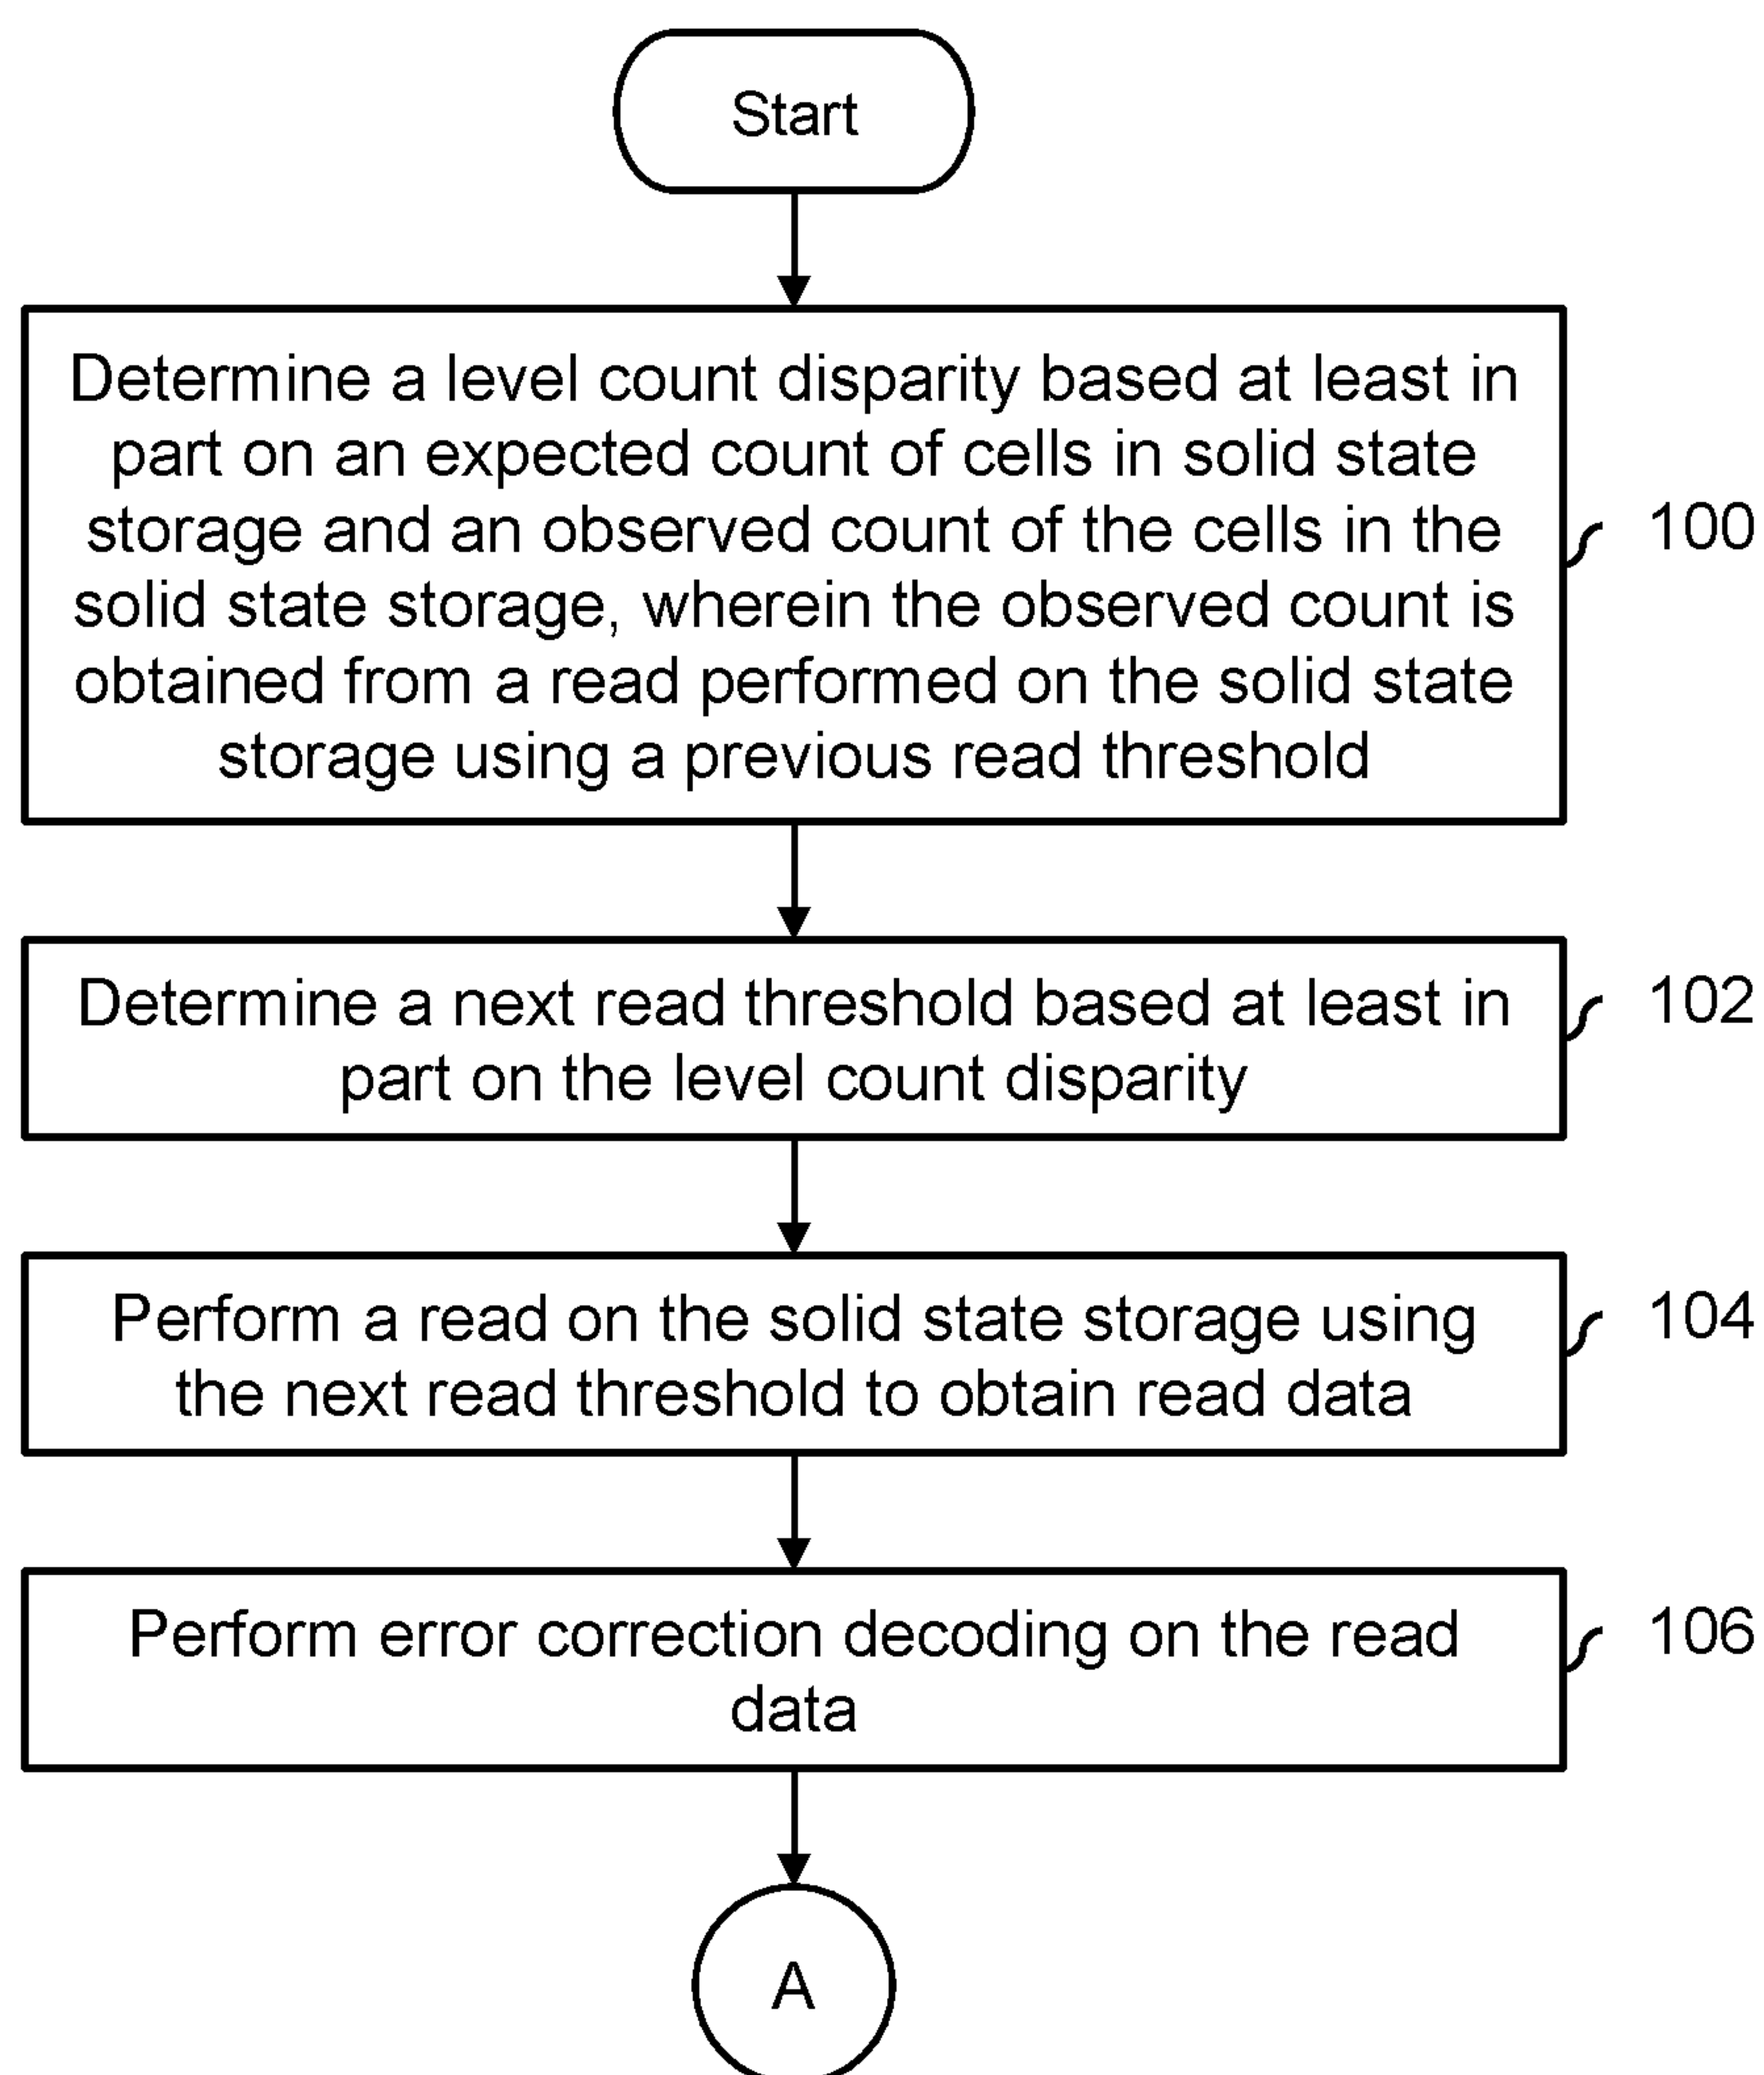 Start
Determine a level count disparity based at least in
part on an expected count of cells in solid state
storage and an observed count of the cells in the
solid state storage, wherein the observed count is
obtained from a read performed on the solid state
storage using a previous read threshold
100
Determine a next read threshold based at least in
part on the level count disparity
102
Perform a read on the solid state storage using
the next read threshold to obtain read data
104
Perform error correction decoding on the read
data
106
A